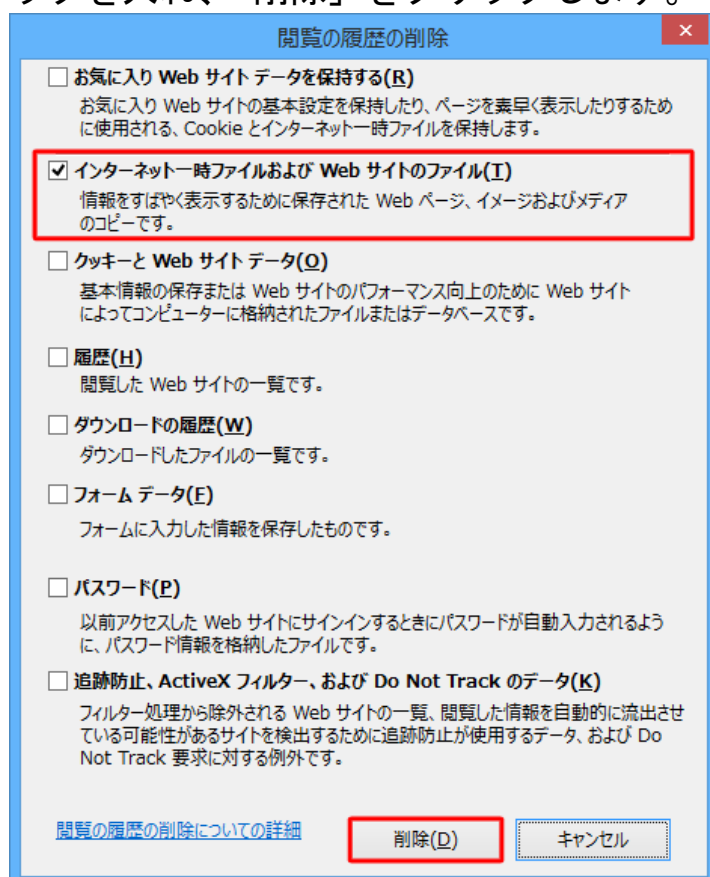 閲覧の履歴の削除
お気に入り Web サイト データを保持する(R)
お気に入り Web サイトの基本設定を保持したり、ページを素早く表示したりするため
に使用される、Cookie とインターネット一時ファイルを保持します。
インターネット一時ファイルおよび Web サイトのファイル(T)
情報をすばやく表示するために保存された Web ページ、イメージおよびメディア
のコピーです。
クッキーと Web サイト データ(O)
基本情報の保存または Web サイトのパフォーマンス向上のために Web サイト
によってコンピューターに格納されたファイルまたはデータベースです。
履歴(H)
閲覧した Web サイトの一覧です。
ダウンロードの履歴(W)
ダウンロードしたファイルの一覧です。
フォーム データ(F)
フォームに入力した情報を保存したものです。
パスワード(P)
以前アクセスした Web サイトにサインインするときにパスワードが自動入力されるよう
に、パスワード情報を格納したファイルです。
追跡防止、ActiveX フィルター、および Do Not Track のデータ(K)
フィルター処理から除外される Web サイトの一覧、閲覧した情報を自動的に流出させ
ている可能性があるサイトを検出するために追跡防止が使用するデータ、および Do
Not Track 要求に対する例外です。
閲覧の履歴の削除についての詳細
削除(D)
キャンセル